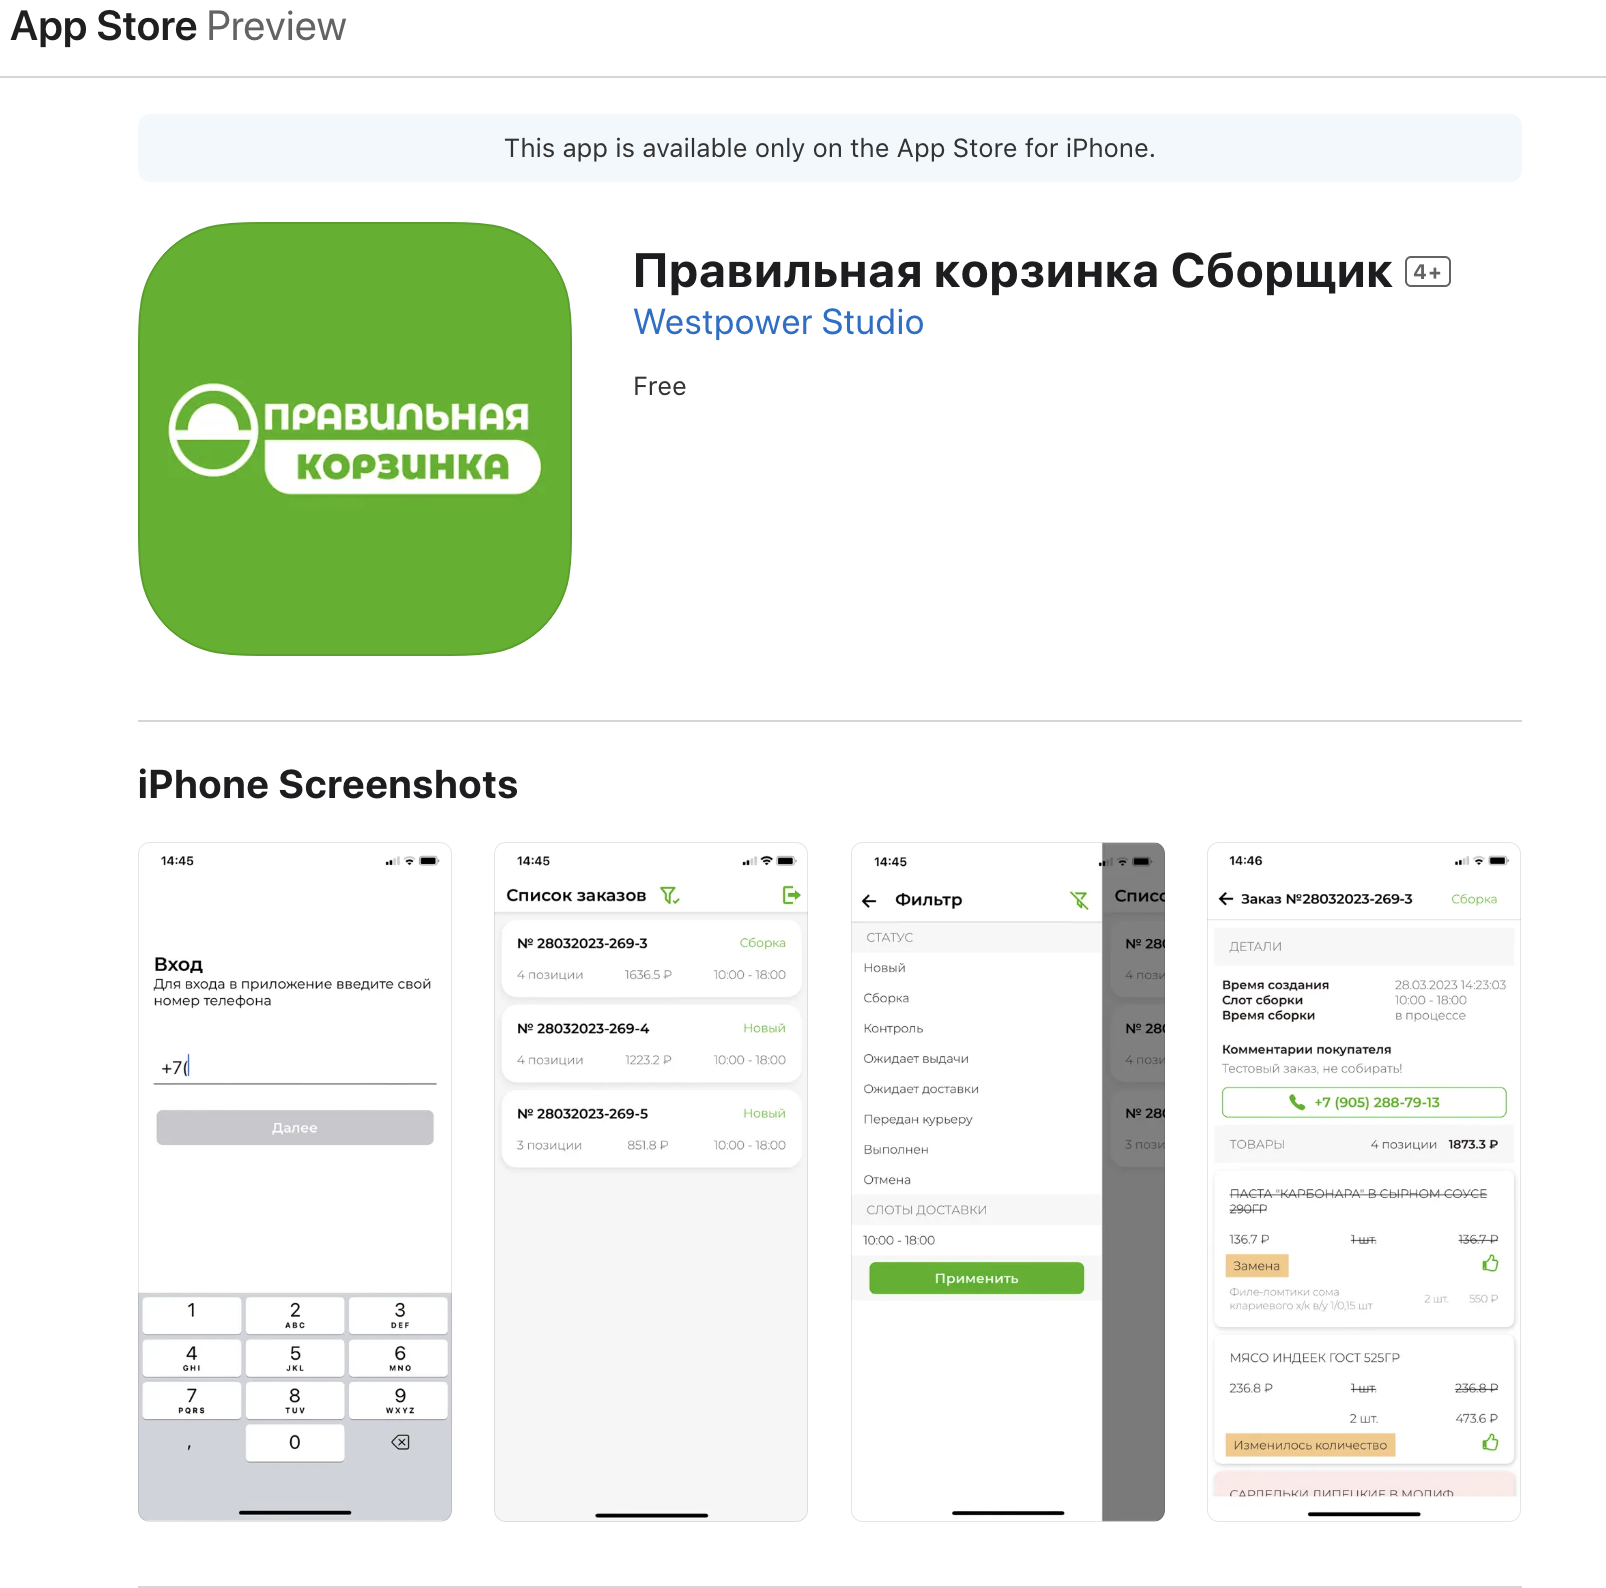 App Store Preview
This app is available only on the App Store for iPhone.
ПРАВИЛЬНАЯ
КОРЗИНКА
Правильная корзинка Сборщик 4+
Westpower Studio
Free
iPhone Screenshots
14:45
Вход
Для входа в приложение введите свой
номер телефона
+7(
Далее
1 2 3
ABC DEF
4 5 6
GHI JKL MNO
7 8 9
PQRS TUV WXYZ
, 0
14:45
Список заказов
№ 28032023-269-3 Сборка
4 позиции 1636.5 ₽ 10:00 - 18:00
№ 28032023-269-4 Новый
4 позиции 1223.2 ₽ 10:00 - 18:00
№ 28032023-269-5 Новый
3 позиции 851.8 ₽ 10:00 - 18:00
14:45
Фильтр
СТАТУС
Новый
Сборка
Контроль
Ожидает выдачи
Ожидает доставки
Передан курьеру
Выполнен
Отмена
СЛОТЫ ДОСТАВКИ
10:00 - 18:00
Применить
Списо
№ 280
4 пози
№ 280
4 пози
№ 280
3 пози
14:46
Заказ №28032023-269-3 Сборка
ДЕТАЛИ
Время создания 28.03.2023 14:23:03
Слот сборки 10:00 - 18:00
Время сборки в процессе
Комментарии покупателя
Тестовый заказ, не собирать!
+7 (905) 288-79-13
ТОВАРЫ 4 позиции 1873.3 ₽
ПАСТА "КАРБОНАРА" В СЫРНОМ СОУСЕ
290ГР
136.7 ₽ 1 шт. 136.7 ₽
Замена
Филе-ломтики сома
клариевого х/к в/у 1/0,15 шт 2 шт. 550 ₽
МЯСО ИНДЕЕК ГОСТ 525ГР
236.8 ₽ 1 шт. 236.8 ₽
2 шт. 473.6 ₽
Изменилось количество
САРДЕЛЬКИ ЛИПЕЦКИЕ В МОДИФ